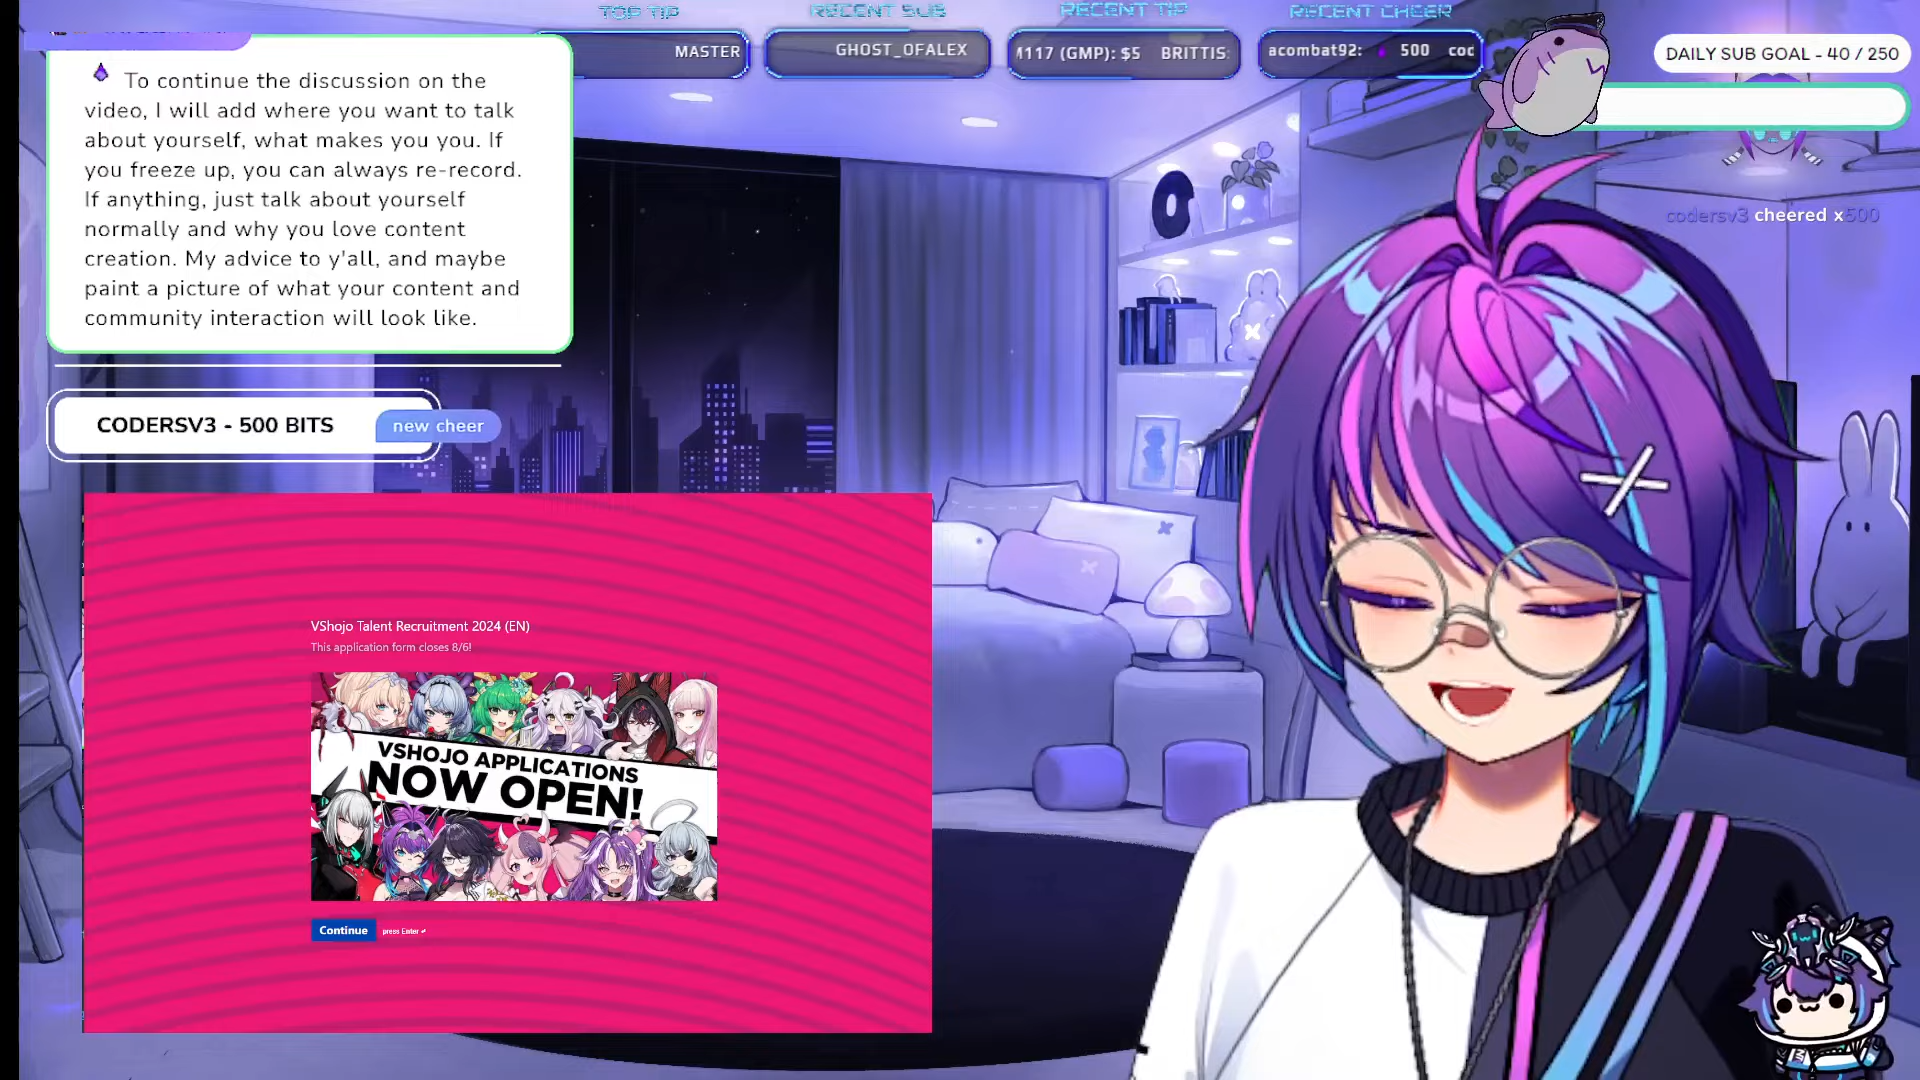 TOP TIP
RECENT SUB
RECENT TIP
RECENT CHEER
MASTER
GHOST_OFALEX
(GMP): $5 BRITTIS
acombat92: 500 coc
DAILY SUB GOAL - 40 / 250
codersv3 cheered x500
To continue the discussion on the
video, I will add where you want to talk
about yourself, what makes you you. If
you freeze up, you can always re-record.
If anything, just talk about yourself
normally and why you love content
creation. My advice to y'all, and maybe
paint a picture of what your content and
community interaction will look like.
CODERSV3 - 500 BITS
new cheer
VShojo Talent Recruitment 2024 (EN)
This application form closes 8/6!
VSHOJO APPLICATIONS
NOW OPEN!
Continue
press Enter ↵